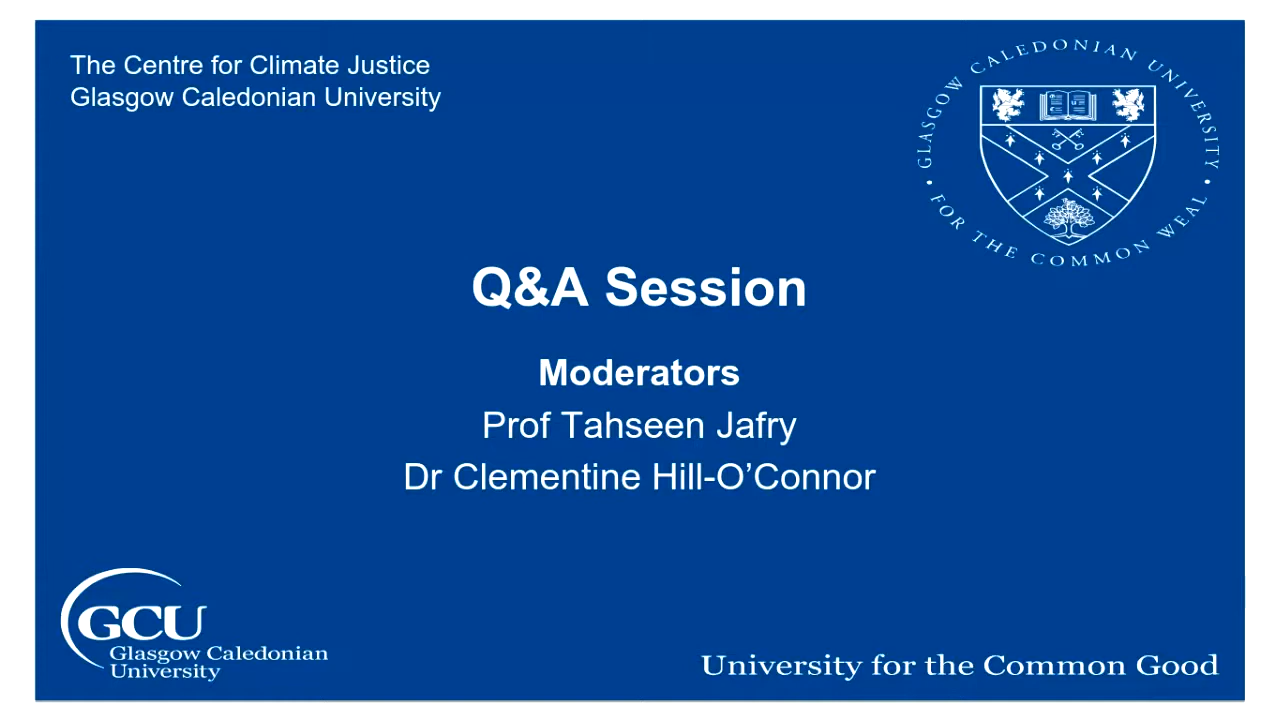 The Centre for Climate Justice
Glasgow Caledonian University
GLASGOW CALEDONIAN UNIVERSITY
• FOR THE COMMON WEAL •
Q&A Session
Moderators
Prof Tahseen Jafry
Dr Clementine Hill-O’Connor
GCU
Glasgow Caledonian
University
University for the Common Good